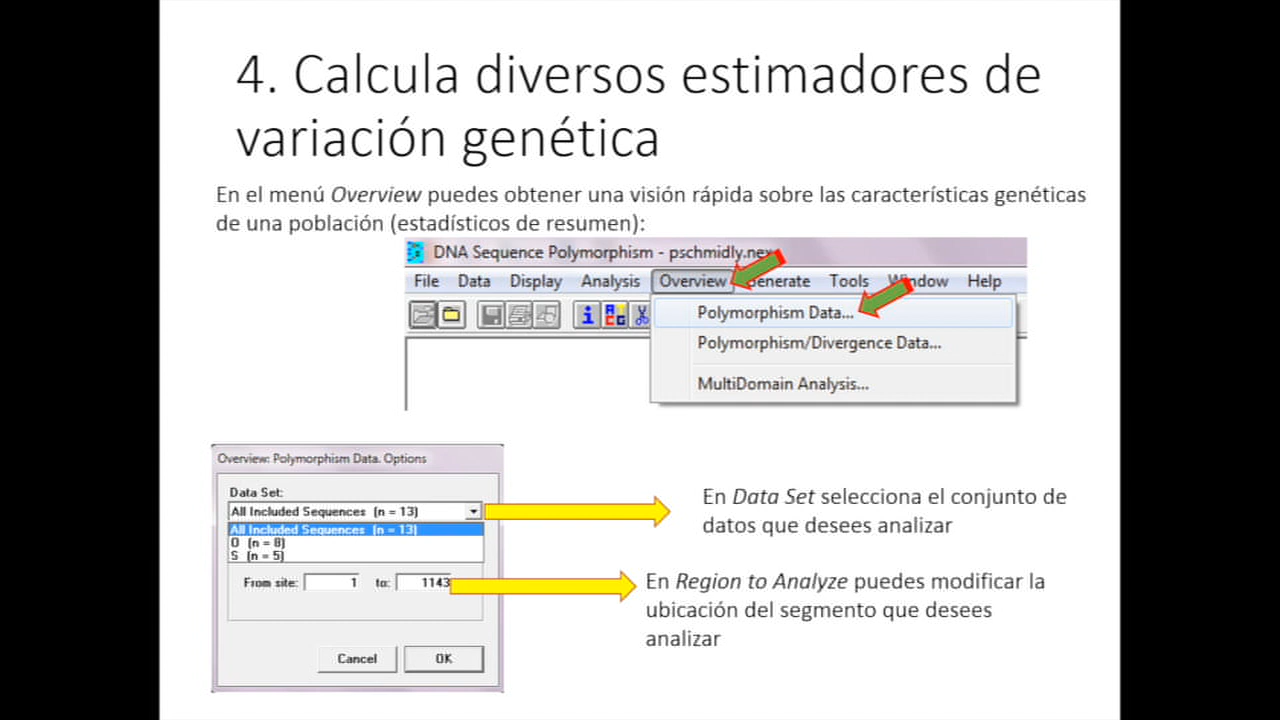 4. Calcula diversos estimadores de
variación genética
En el menú Overview puedes obtener una visión rápida sobre las características genéticas
de una población (estadísticos de resumen):
DNA Sequence Polymorphism - pschmidly.nex
File Data Display Analysis Overview Generate Tools Window Help
Polymorphism Data...
Polymorphism/Divergence Data...
MultiDomain Analysis...
Overview: Polymorphism Data. Options
Data Set:
All Included Sequences (n = 13)
All Included Sequences (n = 13)
O (n = 8)
S (n = 5)
From site: 1 to: 1143
Cancel OK
En Data Set selecciona el conjunto de
datos que desees analizar
En Region to Analyze puedes modificar la
ubicación del segmento que desees
analizar